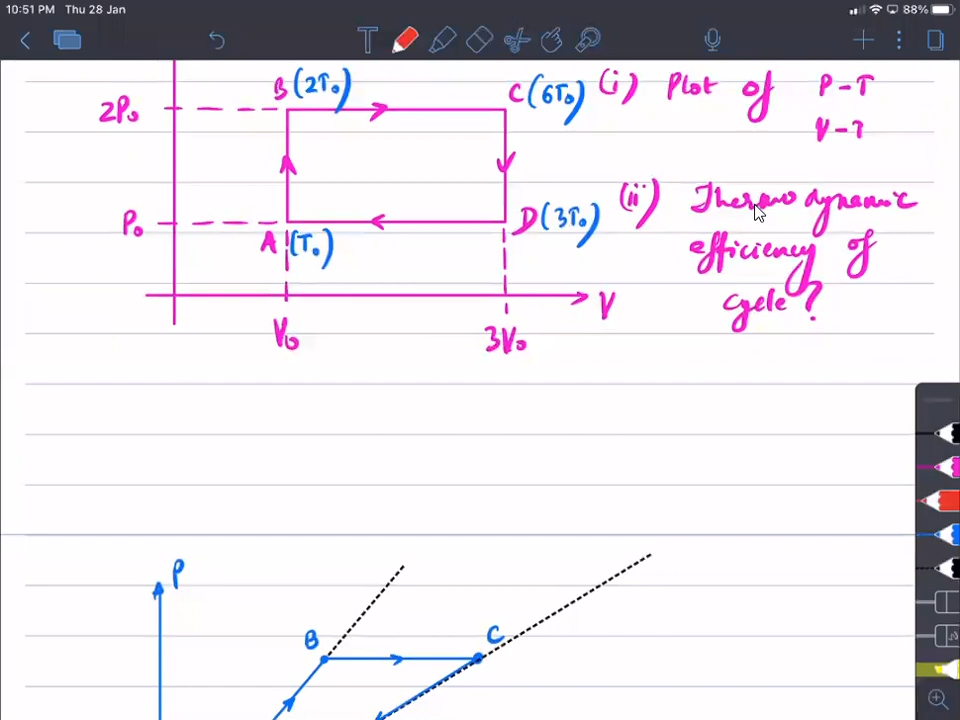 10:51 PM Thu 28 Jan 88%
2P₀ B (2T₀) C (6T₀) (i) Plot of P-T
V-T
P₀ A (T₀) D (3T₀) (ii) Thermodynamic
efficiency of
cycle?
V
V₀ 3V₀
P
B C